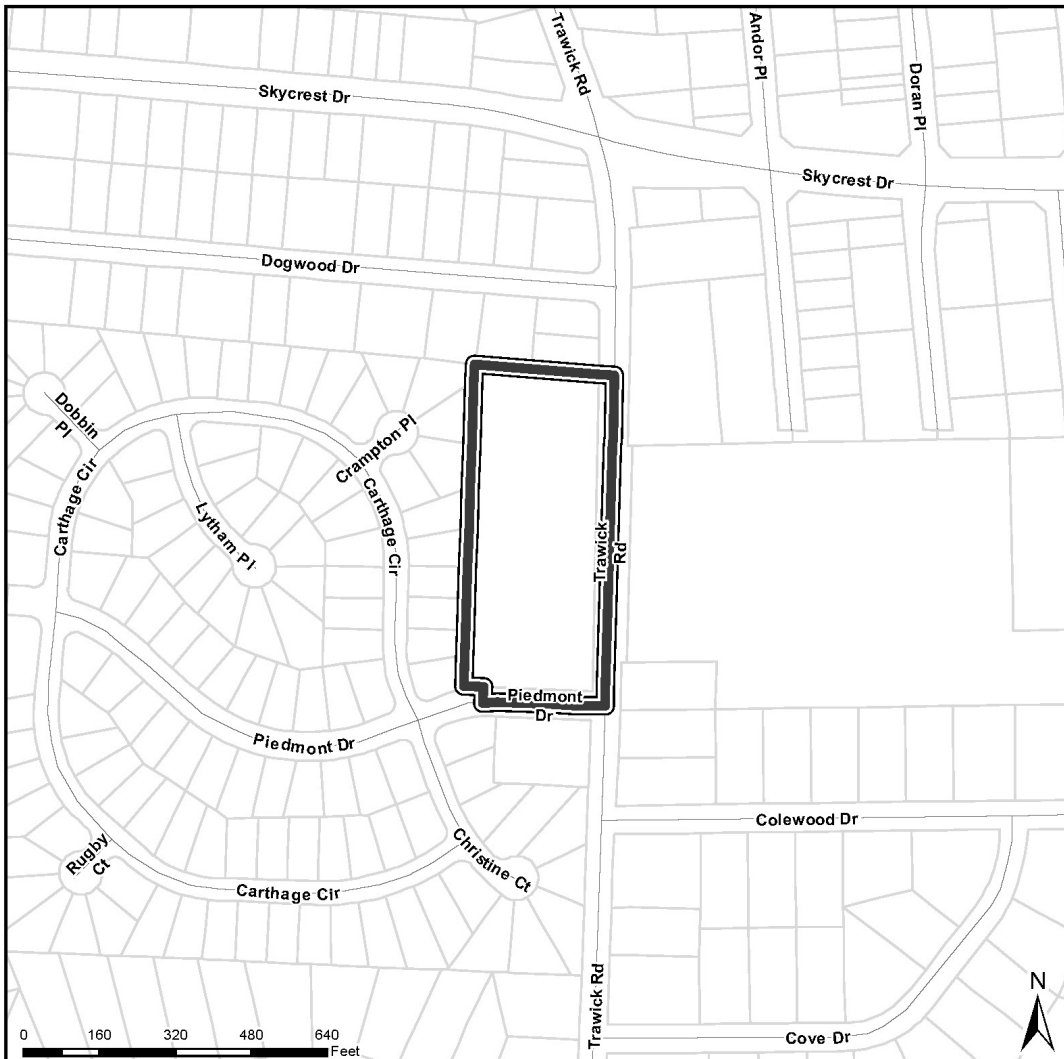 Trawick Rd
Andor Pl
Doran Pl
Skycrest Dr
Skycrest Dr
Dogwood Dr
Dobbin
Pl
Crampton Pl
Carthage Cir
Carthage Cir
Lytham Pl
Trawick
Rd
Piedmont
Dr
Piedmont Dr
Colewood Dr
Rugby
Ct
Christine Ct
Carthage Cir
Trawick Rd
Cove Dr
N
0 160 320 480 640
Feet